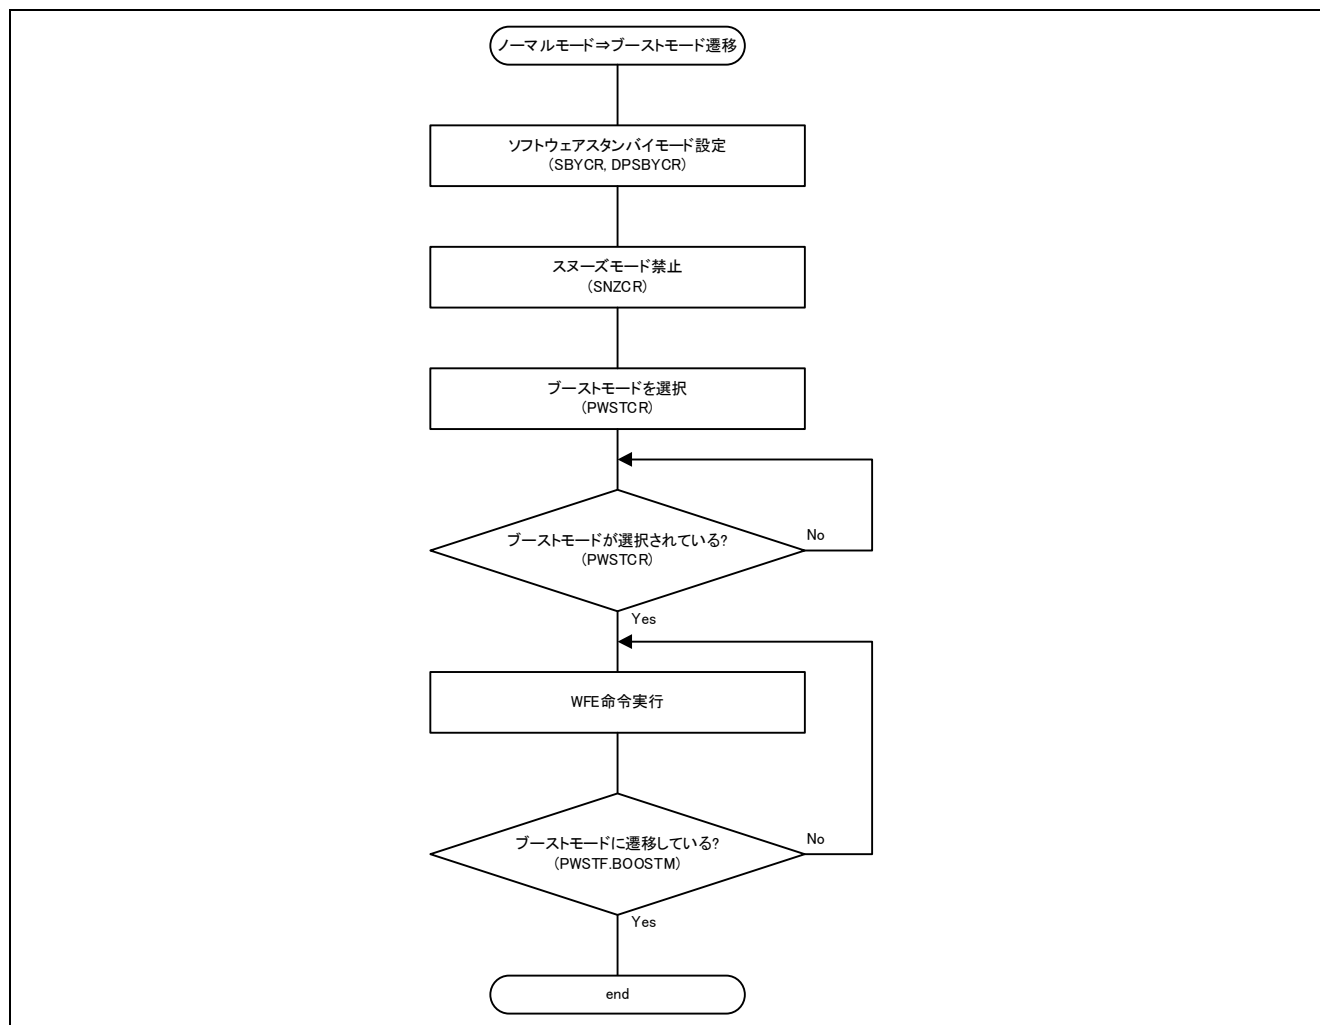 ノーマルモード⇒ブーストモード遷移
ソフトウェアスタンバイモード設定
(SBYCR, DPSBYCR)
スヌーズモード禁止
(SNZCR)
ブーストモードを選択
(PWSTCR)
ブーストモードが選択されている?
(PWSTCR)
No
Yes
WFE命令実行
ブーストモードに遷移している?
(PWSTF.BOOSTM)
No
Yes
end